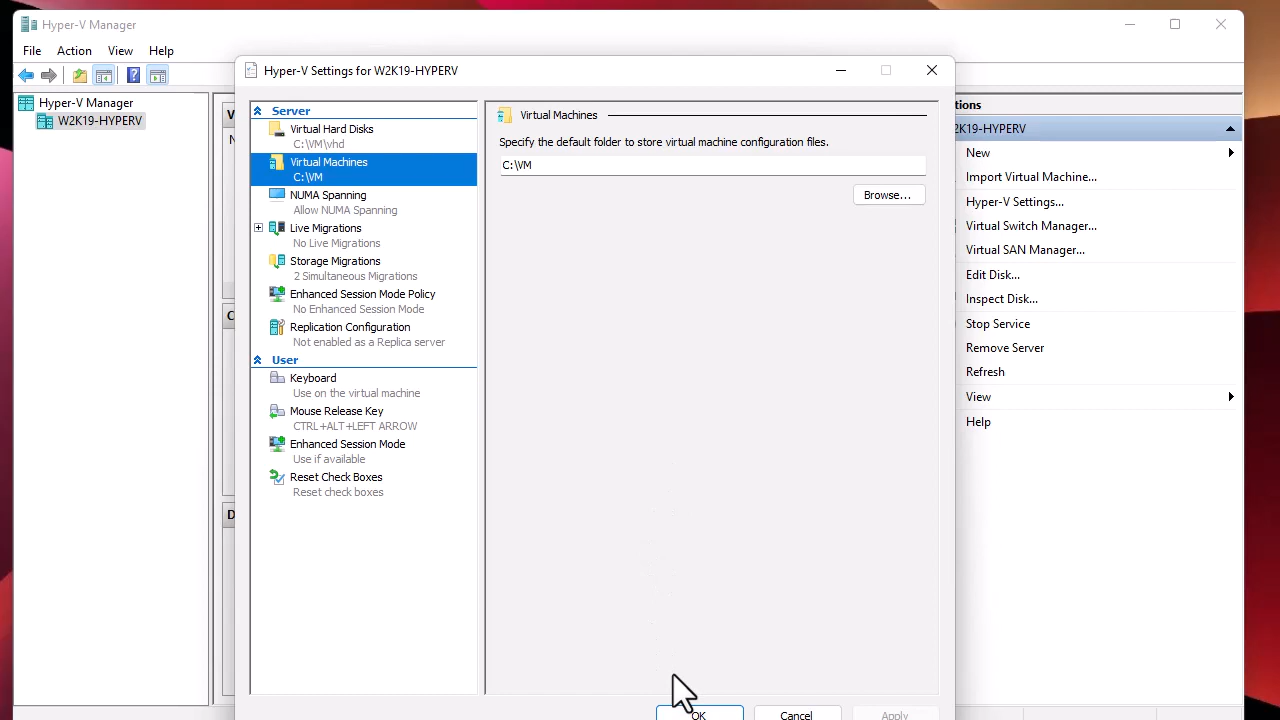 Hyper-V Manager
File Action View Help
Hyper-V Manager
W2K19-HYPERV
Hyper-V Settings for W2K19-HYPERV
Server
Virtual Hard Disks
C:\VM\vhd
Virtual Machines
C:\VM
NUMA Spanning
Allow NUMA Spanning
Live Migrations
No Live Migrations
Storage Migrations
2 Simultaneous Migrations
Enhanced Session Mode Policy
No Enhanced Session Mode
Replication Configuration
Not enabled as a Replica server
User
Keyboard
Use on the virtual machine
Mouse Release Key
CTRL+ALT+LEFT ARROW
Enhanced Session Mode
Use if available
Reset Check Boxes
Reset check boxes
Virtual Machines
Specify the default folder to store virtual machine configuration files.
C:\VM
Browse...
OK Cancel Apply
tions
2K19-HYPERV
New
Import Virtual Machine...
Hyper-V Settings...
Virtual Switch Manager...
Virtual SAN Manager...
Edit Disk...
Inspect Disk...
Stop Service
Remove Server
Refresh
View
Help